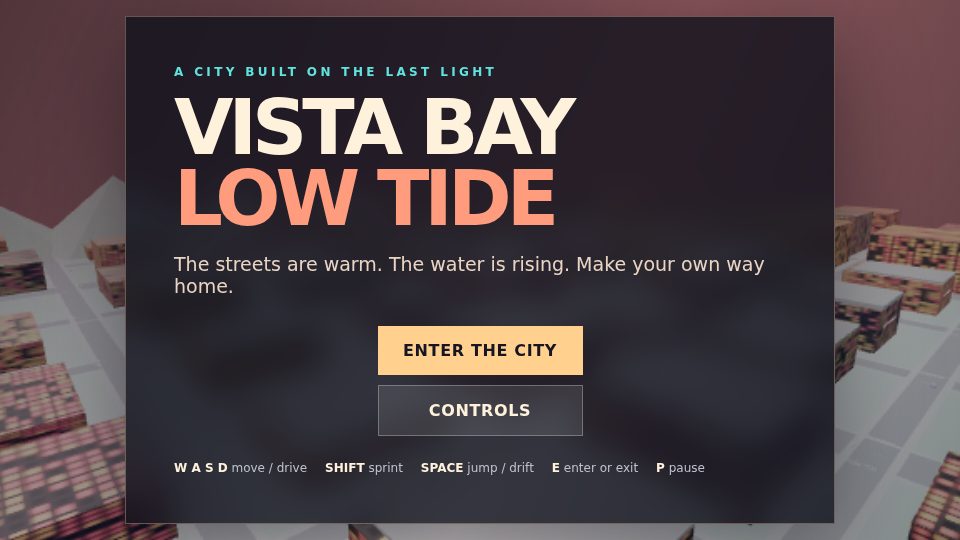 A CITY BUILT ON THE LAST LIGHT
VISTA BAY
LOW TIDE
The streets are warm. The water is rising. Make your own way
home.
ENTER THE CITY
CONTROLS
W A S D move / drive SHIFT sprint SPACE jump / drift E enter or exit P pause